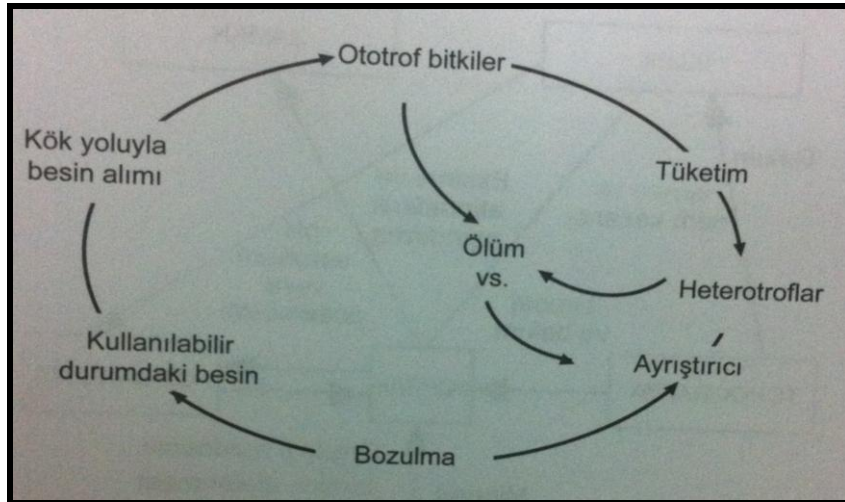 Ototrof bitkiler
Kök yoluyla
besin alımı
Tüketim
Ölüm
vs.
Heterotroflar
Kullanılabilir
durumdaki besin
Ayrıştırıcı
Bozulma